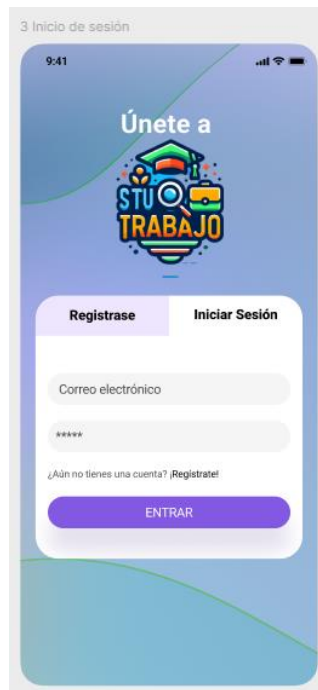 3 Inicio de sesión
9:41
Únete a
STU
TRABAJO
Registrase Iniciar Sesión
Correo electrónico
*****
¿Aún no tienes una cuenta? ¡Regístrate!
ENTRAR